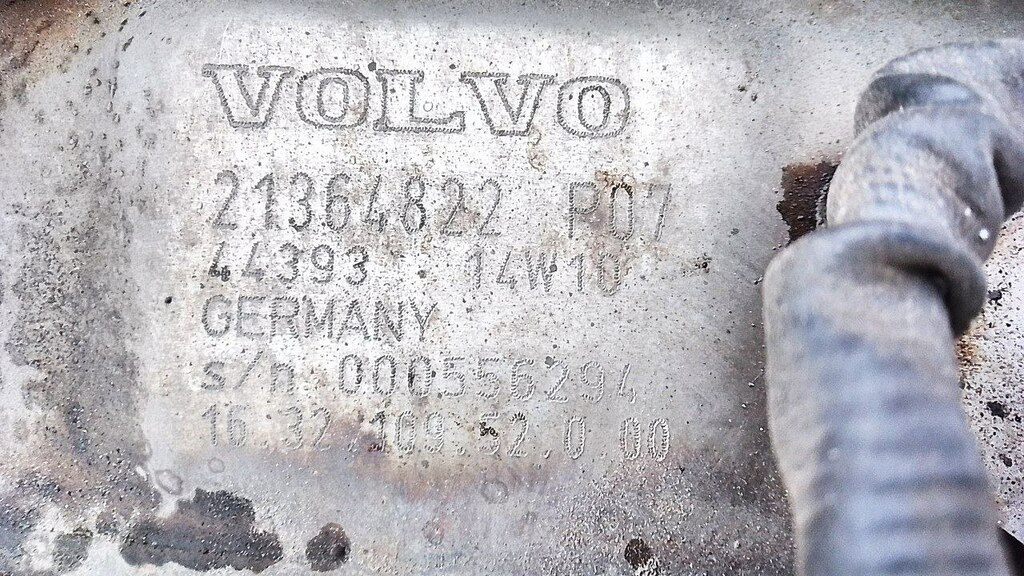 VOLVO
21364822 P07
44393 14W10
GERMANY
s/n 000556294
16 32 109.52.0.00